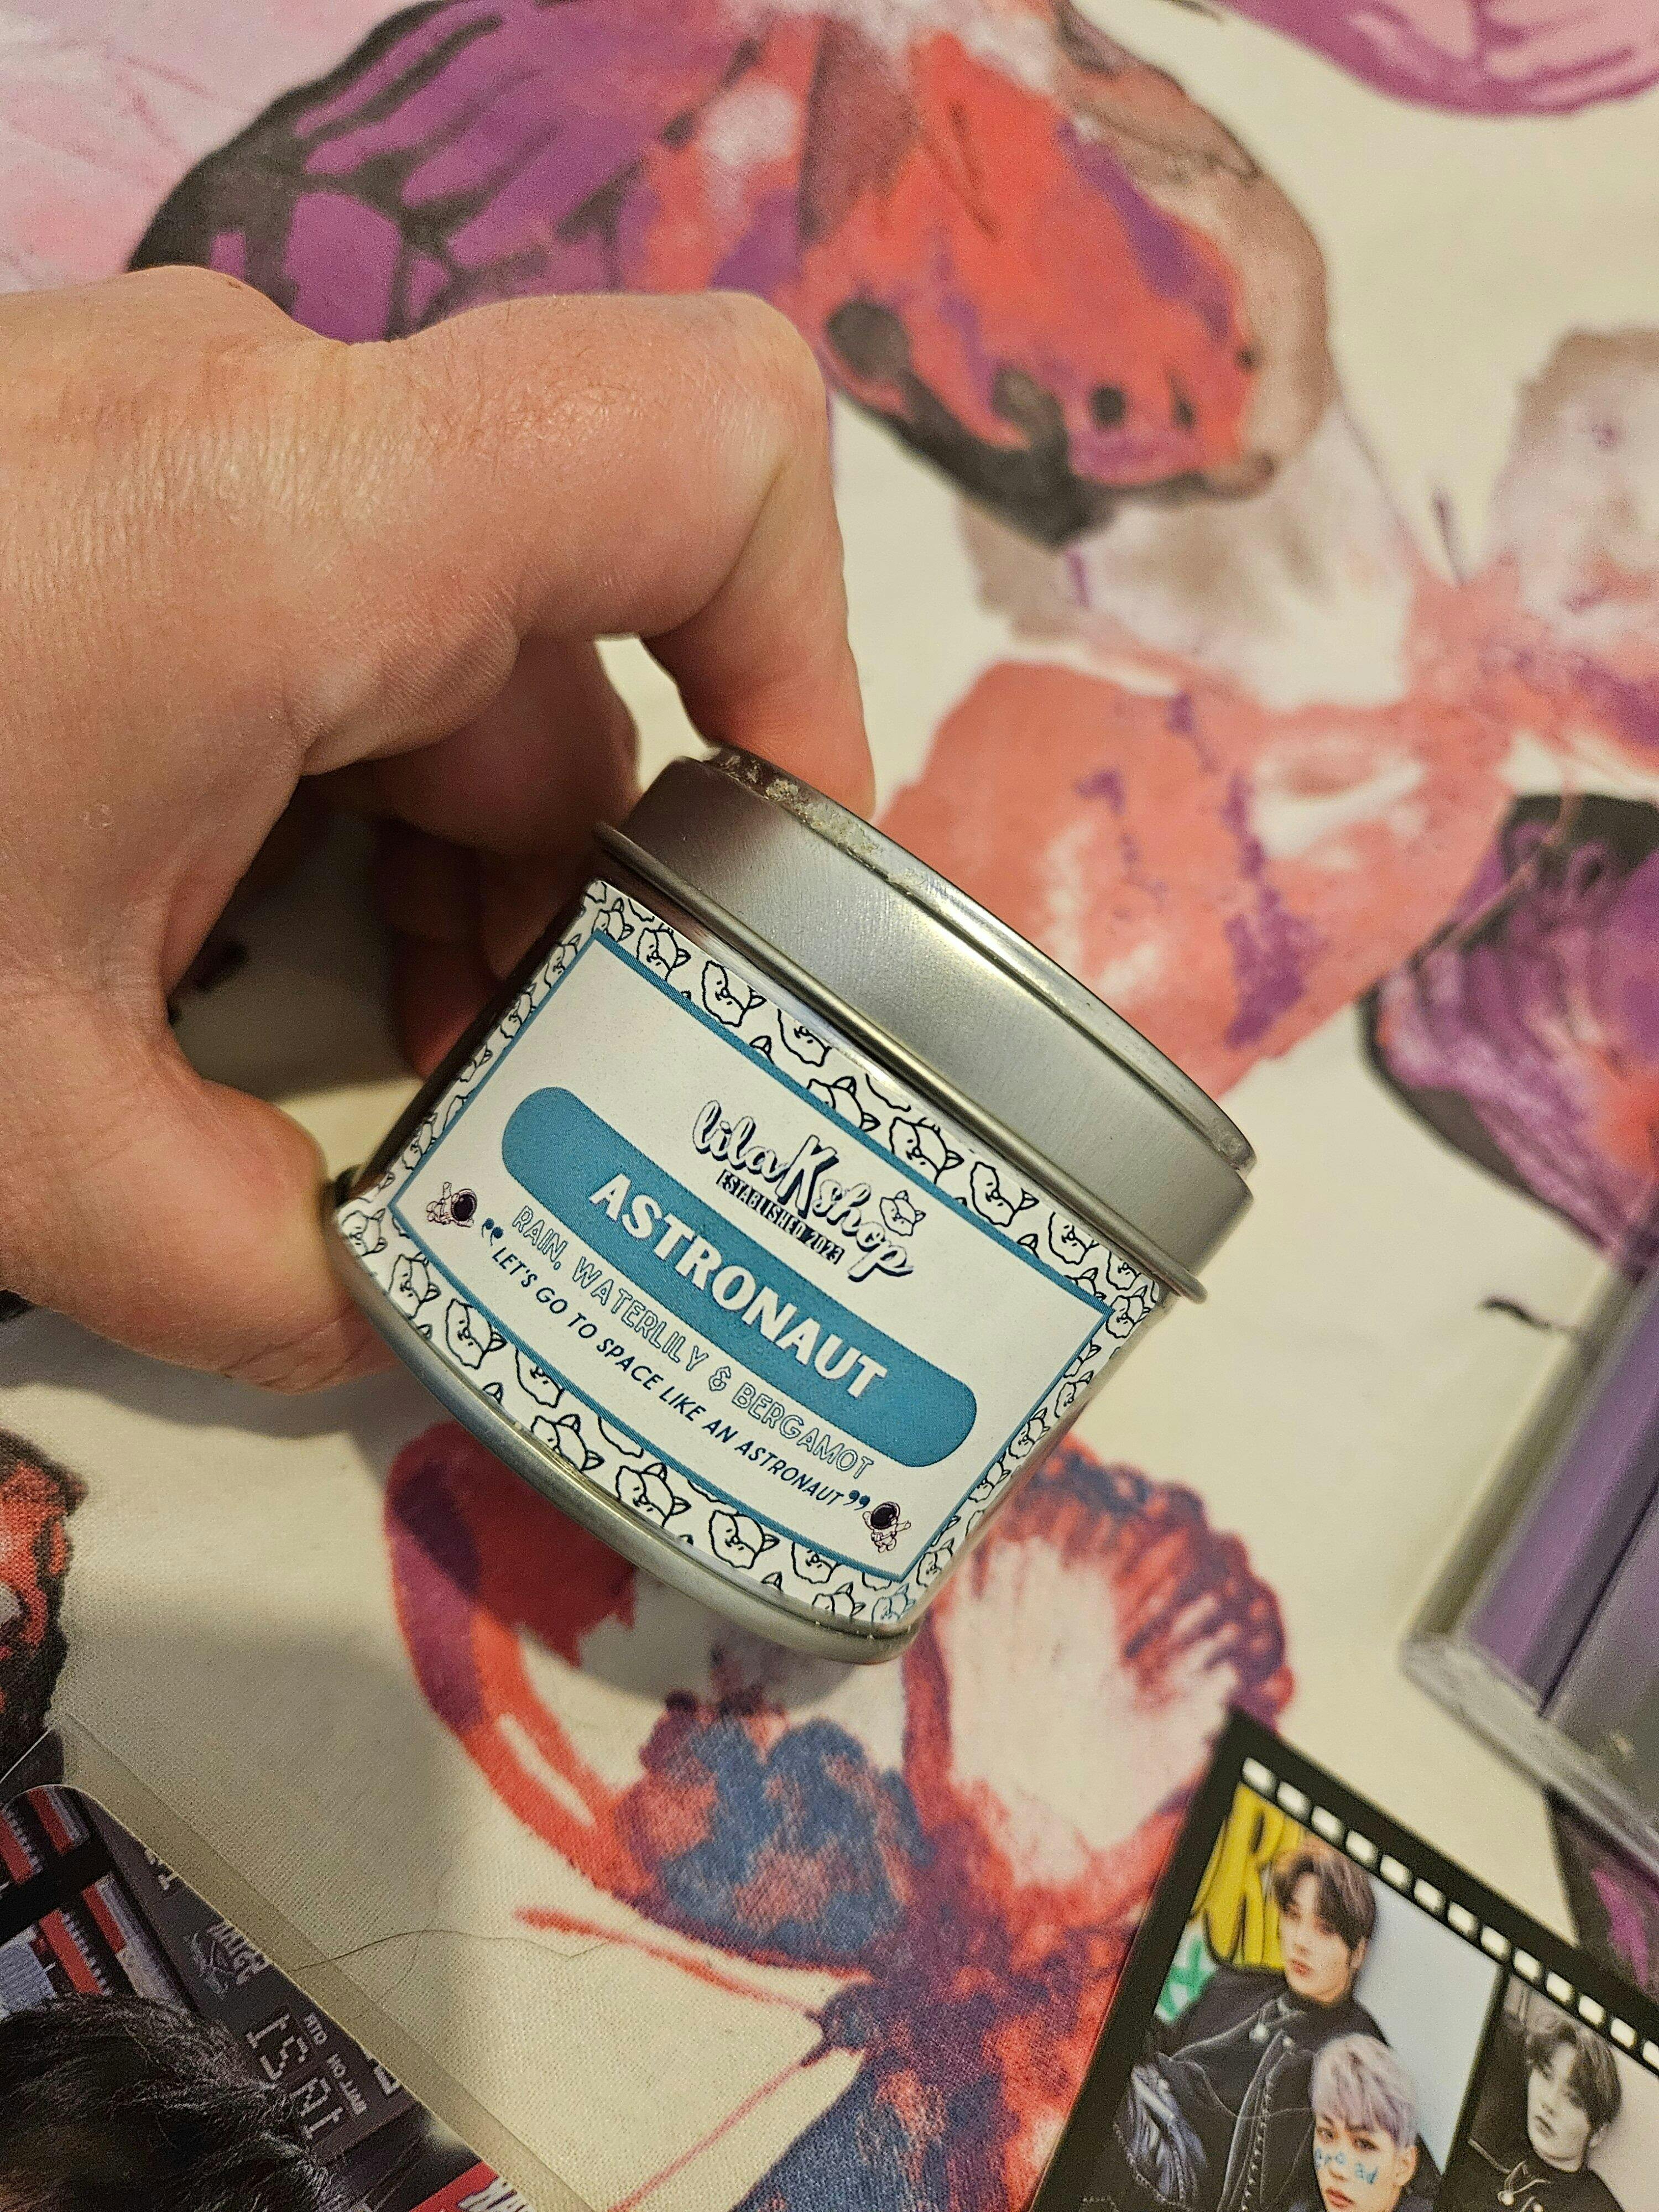 lilaKshop
ESTABLISHED 2023
ASTRONAUT
RAIN, WATERLILY & BERGAMOT
“LET'S GO TO SPACE LIKE AN ASTRONAUT”